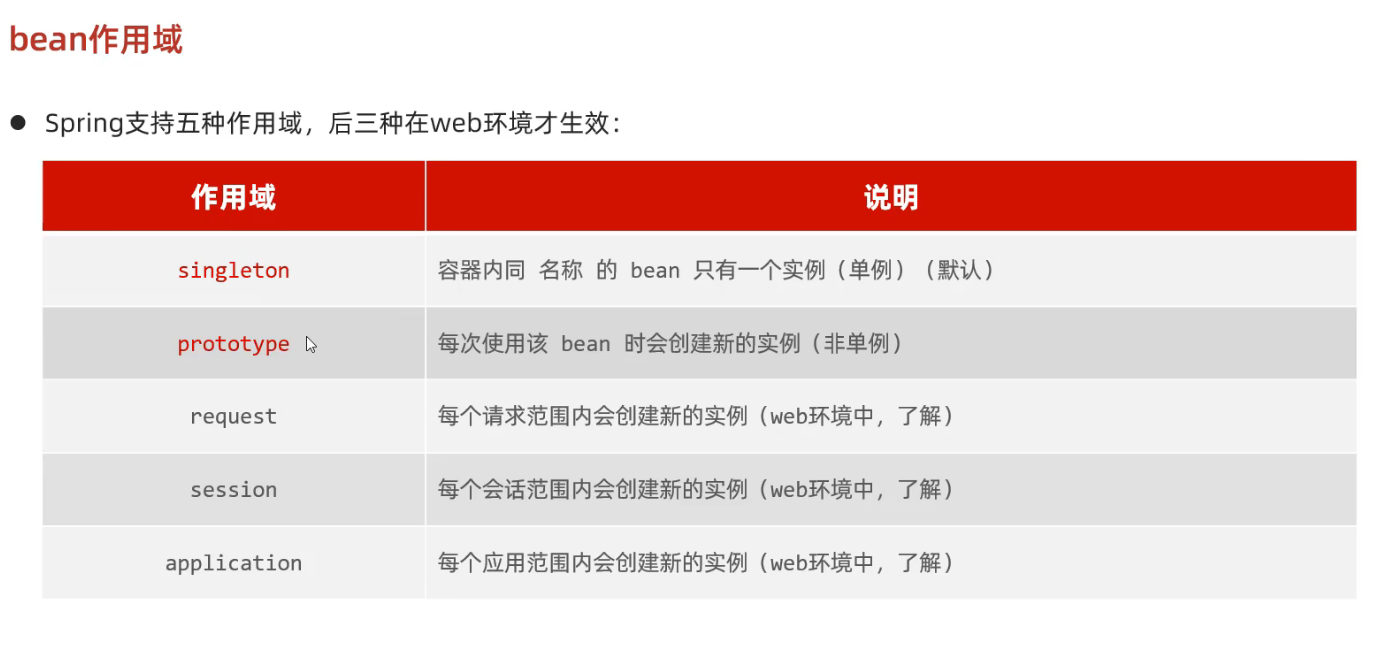 bean作用域
● Spring支持五种作用域，后三种在web环境才生效：
作用域 说明
singleton 容器内同 名称 的 bean 只有一个实例（单例）（默认）
prototype 每次使用该 bean 时会创建新的实例（非单例）
request 每个请求范围内会创建新的实例（web环境中，了解）
session 每个会话范围内会创建新的实例（web环境中，了解）
application 每个应用范围内会创建新的实例（web环境中，了解）